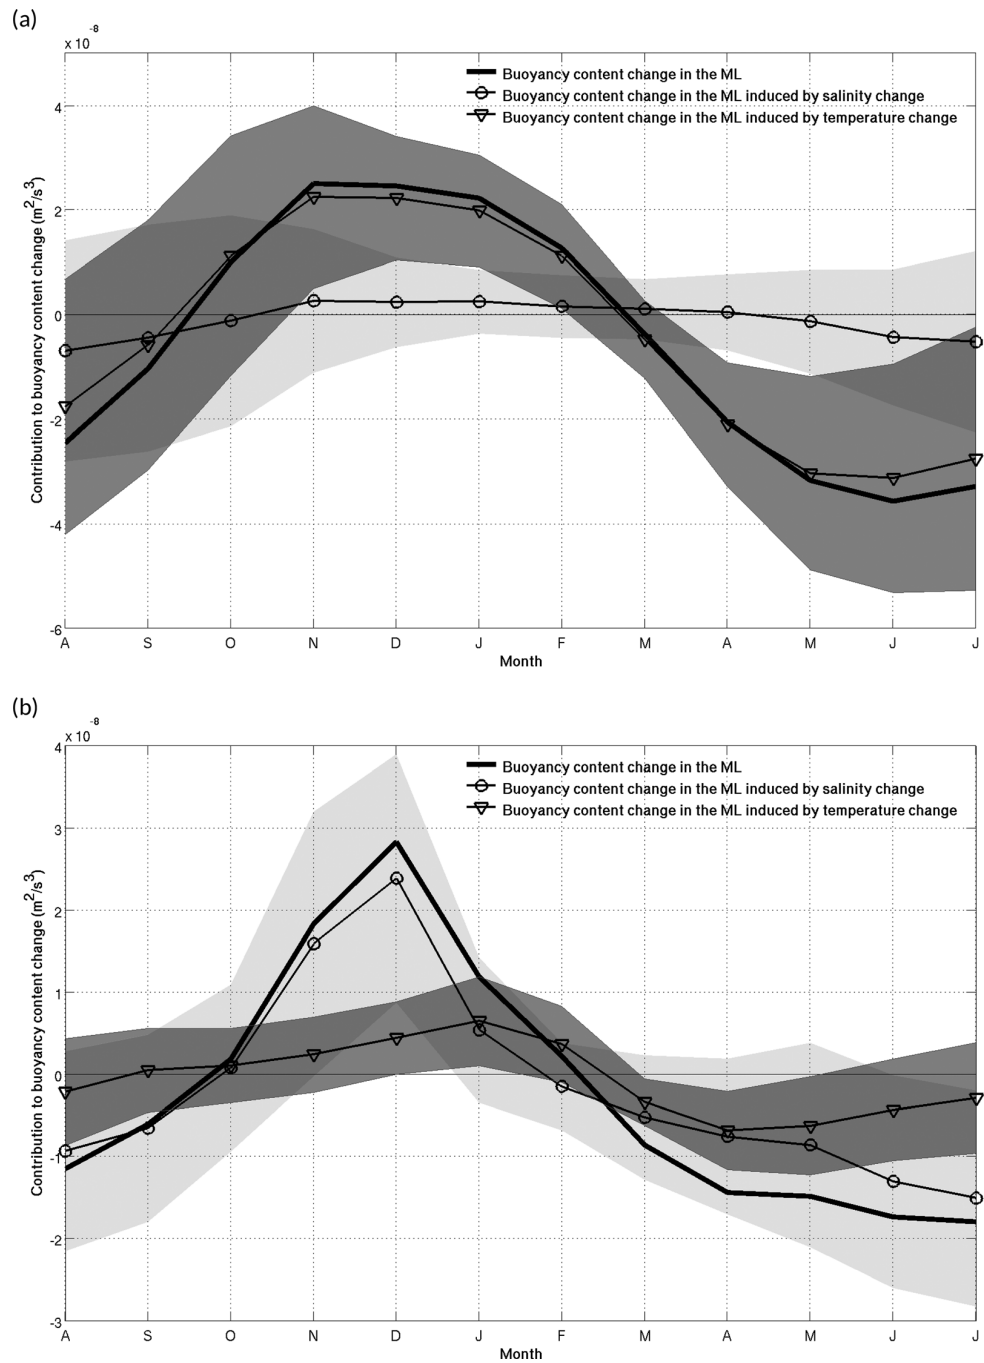 (a)
x 10⁻⁸
Buoyancy content change in the ML
Buoyancy content change in the ML induced by salinity change
Buoyancy content change in the ML induced by temperature change
Contribution to buoyancy content change (m²/s³)
4
2
0
-2
-4
-6
A S O N D J F M A M J J
Month
(b)
x 10⁻⁸
Buoyancy content change in the ML
Buoyancy content change in the ML induced by salinity change
Buoyancy content change in the ML induced by temperature change
Contribution to buoyancy content change (m²/s³)
4
3
2
1
0
-1
-2
-3
A S O N D J F M A M J J
Month